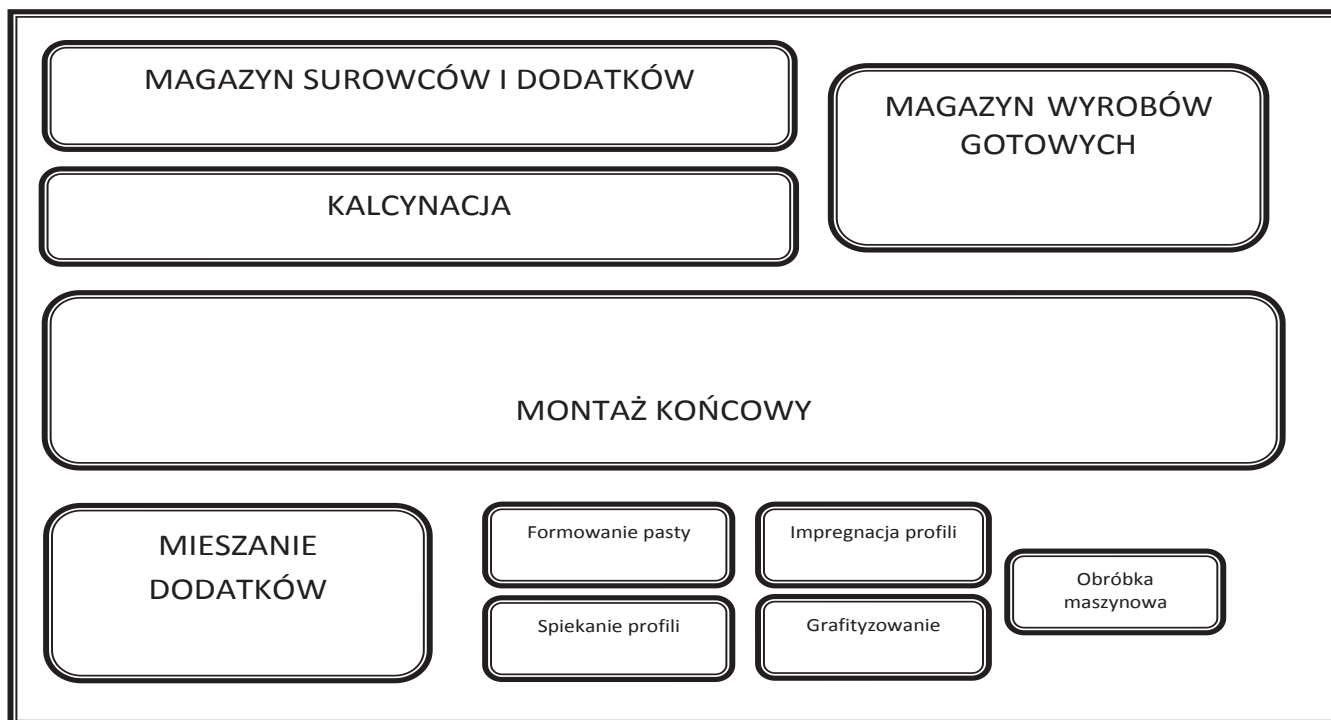 MAGAZYN SUROWCÓW I DODATKÓW
MAGAZYN WYROBÓW
GOTOWYCH
KALCYNACJA
MONTAŻ KOŃCOWY
MIESZANIE
DODATKÓW
Formowanie pasty
Impregnacja profili
Spiekanie profili
Grafityzowanie
Obróbka
maszynowa